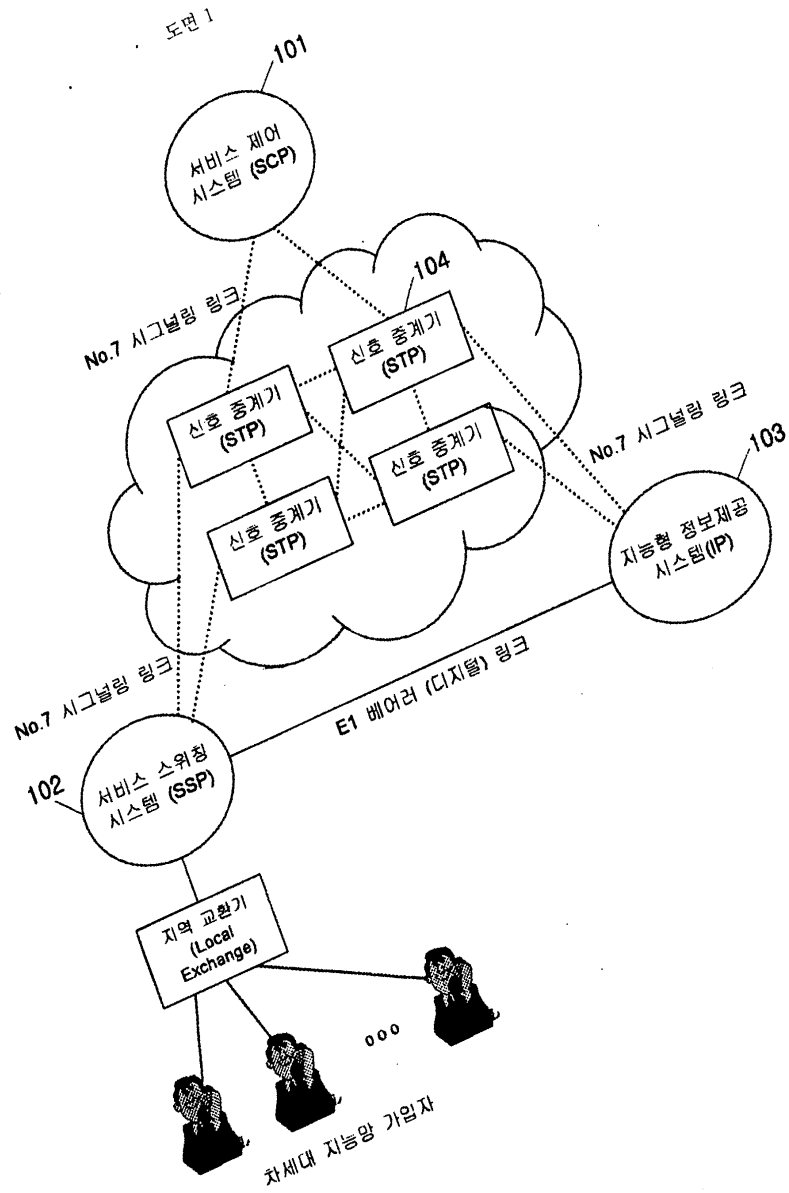 도면 1
101
서비스 제어
시스템 (SCP)
No.7 시그널링 링크
104
신호 중계기
(STP)
신호 중계기
(STP)
신호 중계기
(STP)
신호 중계기
(STP)
No.7 시그널링 링크
103
지능형 정보제공
시스템(IP)
No.7 시그널링 링크
E1 베어러 (디지털) 링크
102
서비스 스위칭
시스템 (SSP)
지역 교환기
(Local
Exchange)
ooo
차세대 지능망 가입자